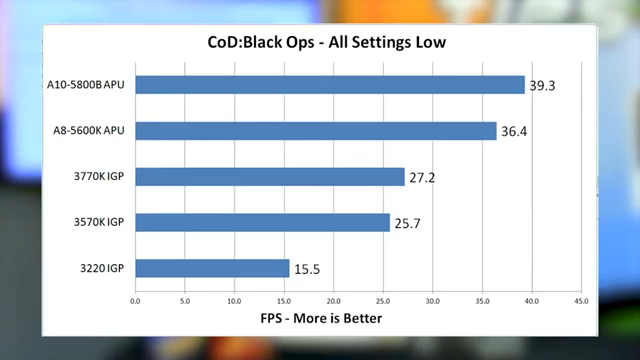 CoD:Black Ops - All Settings Low
A10-5800B APU 39.3
A8-5600K APU 36.4
3770K IGP 27.2
3570K IGP 25.7
3220 IGP 15.5
0.0 5.0 10.0 15.0 20.0 25.0 30.0 35.0 40.0 45.0
FPS - More is Better